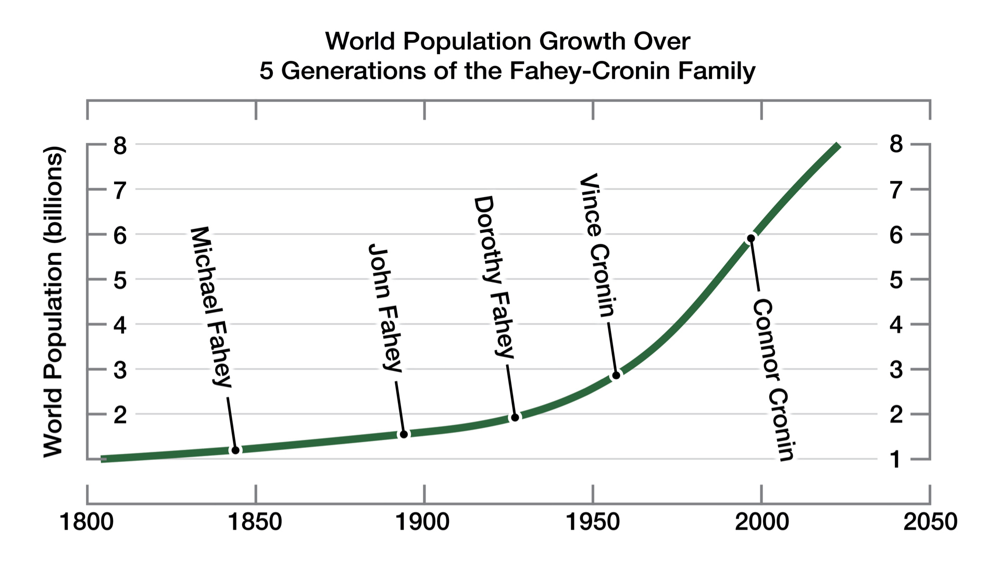 World Population Growth Over
5 Generations of the Fahey-Cronin Family
World Population (billions)
8
7
6
5
4
3
2
Michael Fahey
John Fahey
Dorothy Fahey
Vince Cronin
Connor Cronin
8
7
6
5
4
3
2
1
1800 1850 1900 1950 2000 2050